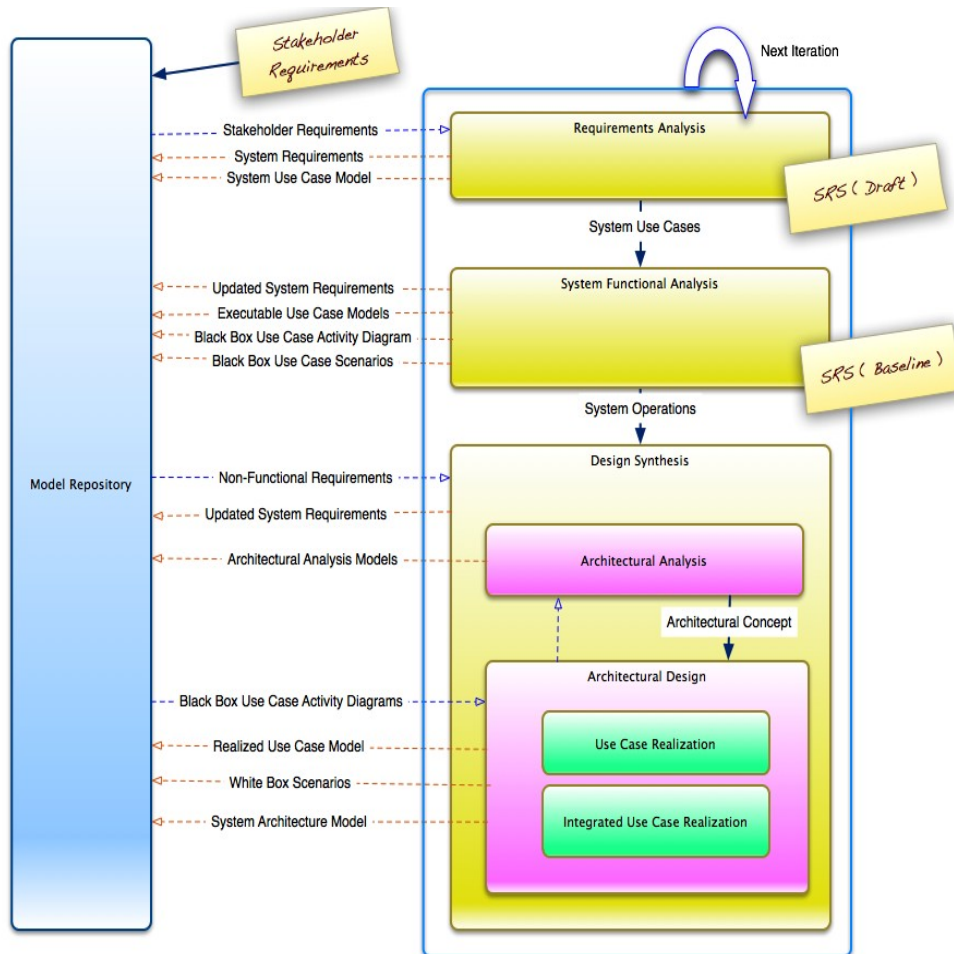 Stakeholder
Requirements
Next Iteration
Requirements Analysis
Stakeholder Requirements
System Requirements
System Use Case Model
SRS ( Draft )
System Use Cases
System Functional Analysis
Updated System Requirements
Executable Use Case Models
Black Box Use Case Activity Diagram
Black Box Use Case Scenarios
SRS ( Baseline )
System Operations
Design Synthesis
Model Repository
Non-Functional Requirements
Updated System Requirements
Architectural Analysis Models
Architectural Analysis
Architectural Concept
Architectural Design
Black Box Use Case Activity Diagrams
Realized Use Case Model
Use Case Realization
White Box Scenarios
System Architecture Model
Integrated Use Case Realization